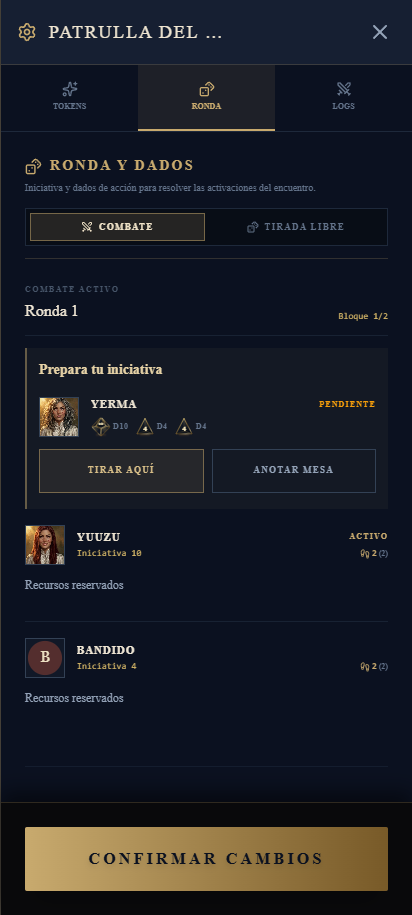 PATRULLA DEL ...
TOKENS
RONDA
LOGS
RONDA Y DADOS
Iniciativa y dados de acción para resolver las activaciones del encuentro.
COMBATE
TIRADA LIBRE
COMBATE ACTIVO
Ronda 1
Bloque 1/2
Prepara tu iniciativa
YERMA
PENDIENTE
D10
4 D4
4 D4
TIRAR AQUÍ
ANOTAR MESA
YUUZU
ACTIVO
Iniciativa 10
2 (2)
Recursos reservados
B
BANDIDO
Iniciativa 4
2 (2)
Recursos reservados
CONFIRMAR CAMBIOS